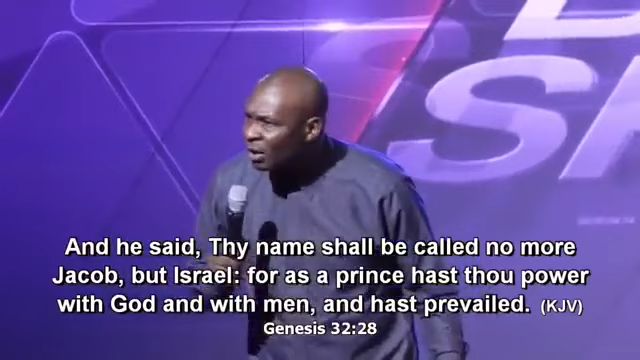 And he said, Thy name shall be called no more
Jacob, but Israel: for as a prince hast thou power
with God and with men, and hast prevailed. (KJV)
Genesis 32:28